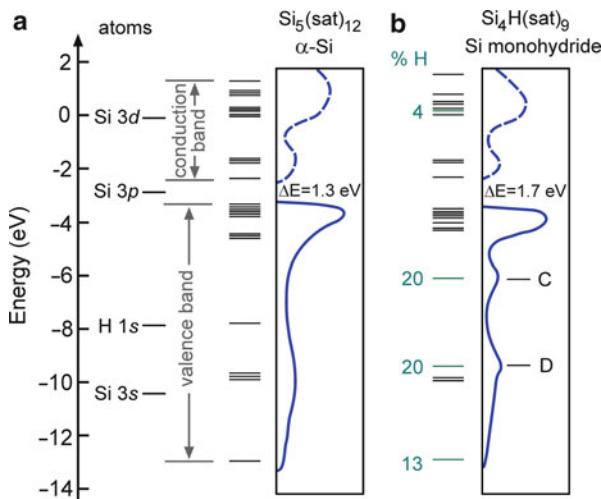 a
atoms
Si₅(sat)₁₂
α-Si
b
Si₄H(sat)₉
Si monohydride
% H
Energy (eV)
2
0
−2
−4
−6
−8
−10
−12
−14
Si 3d
Si 3p
H 1s
Si 3s
conduction
band
valence band
ΔE=1.3 eV
4
20
20
13
ΔE=1.7 eV
C
D